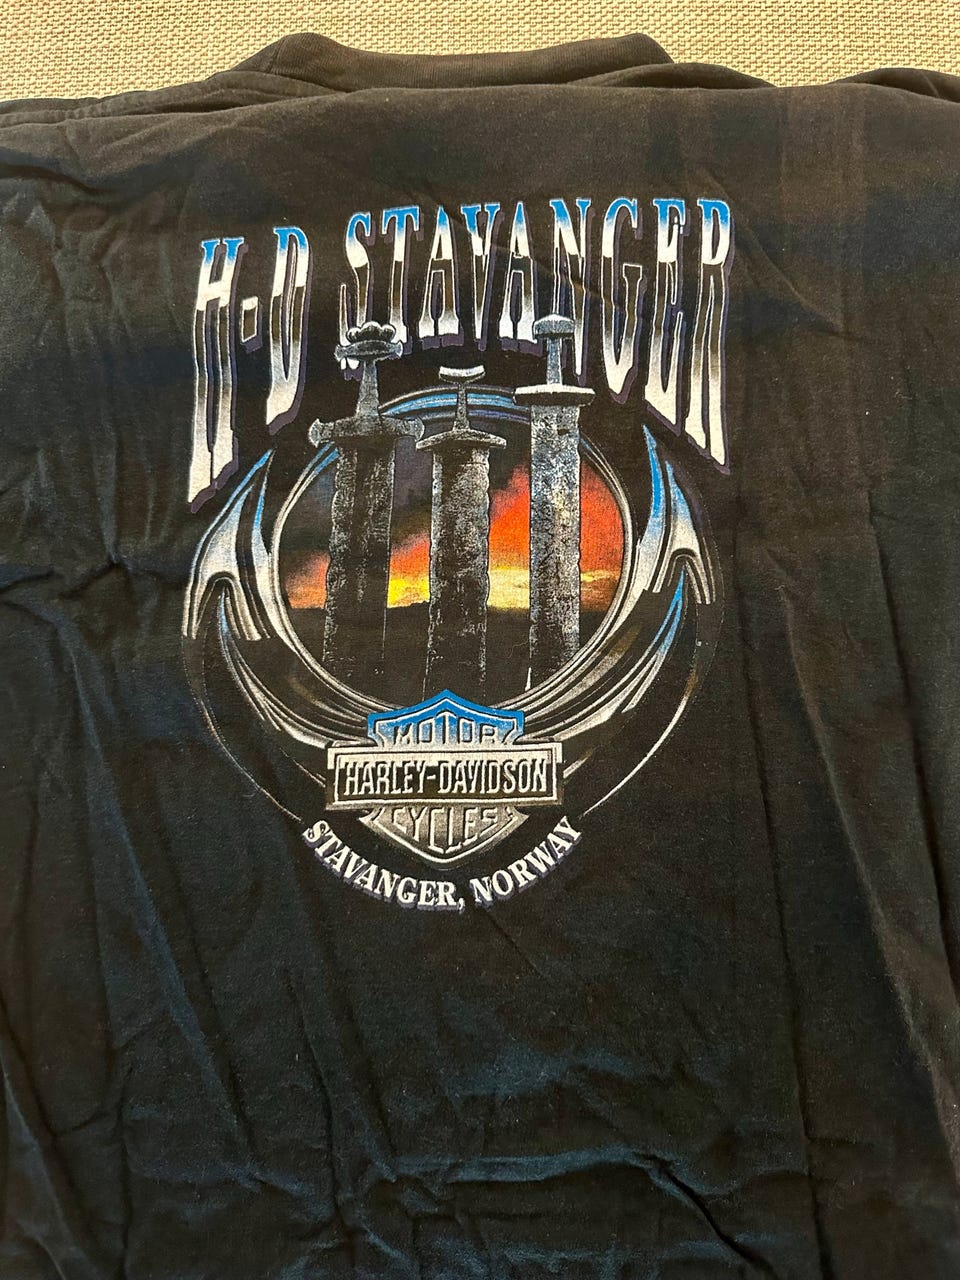 H-D STAVANGER
MOTOR
HARLEY-DAVIDSON
CYCLES
STAVANGER, NORWAY